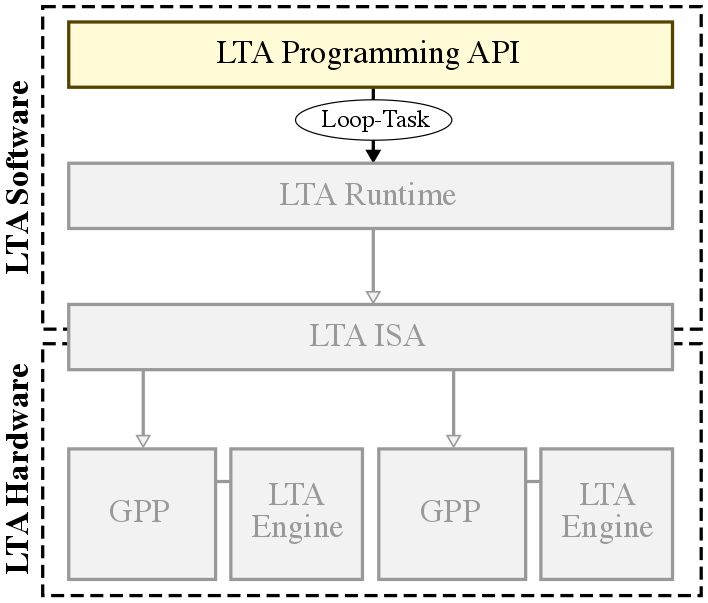 LTA Software
LTA Programming API
Loop-Task
LTA Runtime
LTA ISA
LTA Hardware
GPP
LTA
Engine
GPP
LTA
Engine